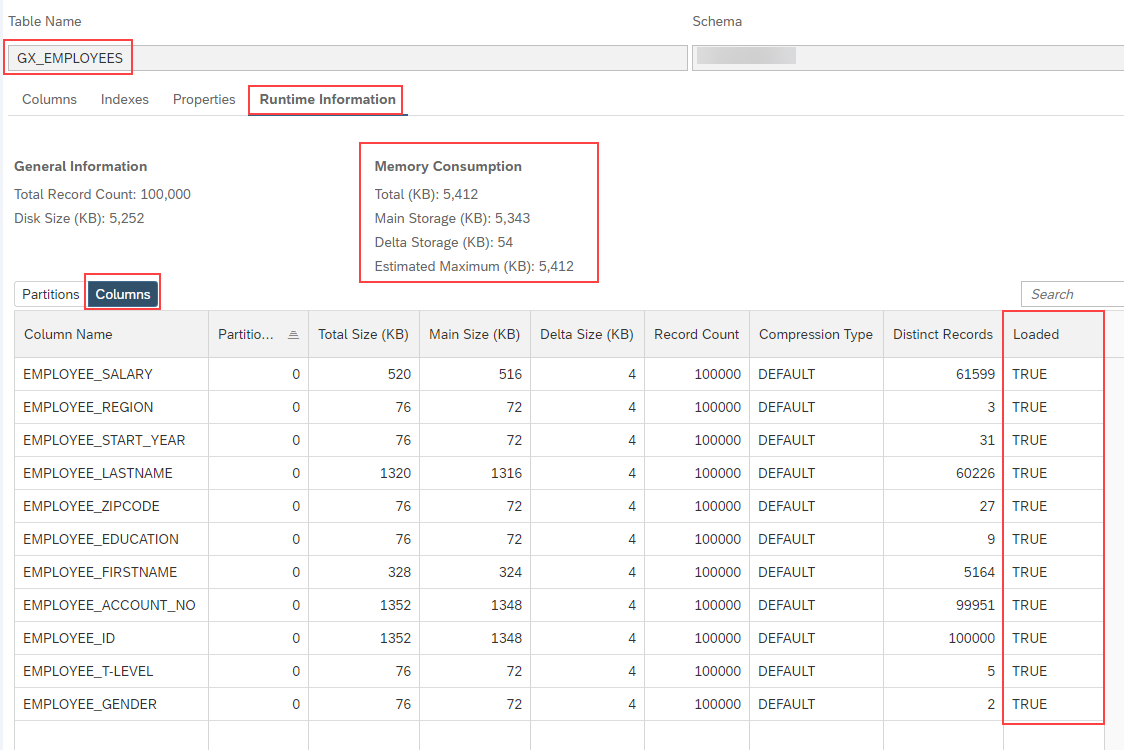 Table Name Schema
GX_EMPLOYEES
Columns Indexes Properties Runtime Information
General Information Memory Consumption
Total Record Count: 100,000 Total (KB): 5,412
Disk Size (KB): 5,252 Main Storage (KB): 5,343
Delta Storage (KB): 54
Estimated Maximum (KB): 5,412
Partitions Columns Search
Column Name Partitio... Total Size (KB) Main Size (KB) Delta Size (KB) Record Count Compression Type Distinct Records Loaded
EMPLOYEE_SALARY 0 520 516 4 100000 DEFAULT 61599 TRUE
EMPLOYEE_REGION 0 76 72 4 100000 DEFAULT 3 TRUE
EMPLOYEE_START_YEAR 0 76 72 4 100000 DEFAULT 31 TRUE
EMPLOYEE_LASTNAME 0 1320 1316 4 100000 DEFAULT 60226 TRUE
EMPLOYEE_ZIPCODE 0 76 72 4 100000 DEFAULT 27 TRUE
EMPLOYEE_EDUCATION 0 76 72 4 100000 DEFAULT 9 TRUE
EMPLOYEE_FIRSTNAME 0 328 324 4 100000 DEFAULT 5164 TRUE
EMPLOYEE_ACCOUNT_NO 0 1352 1348 4 100000 DEFAULT 99951 TRUE
EMPLOYEE_ID 0 1352 1348 4 100000 DEFAULT 100000 TRUE
EMPLOYEE_T-LEVEL 0 76 72 4 100000 DEFAULT 5 TRUE
EMPLOYEE_GENDER 0 76 72 4 100000 DEFAULT 2 TRUE